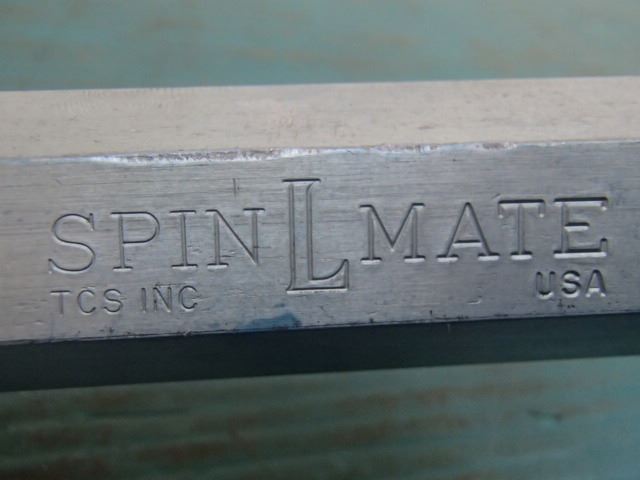 SPIN L MATE
TCS INC USA